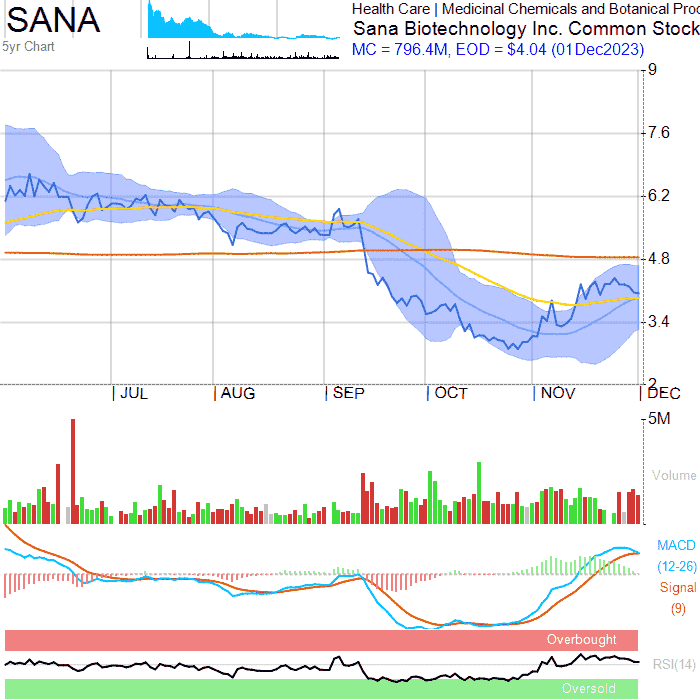 SANA
5yr Chart
Health Care | Medicinal Chemicals and Botanical Proc
Sana Biotechnology Inc. Common Stock
MC = 796.4M, EOD = $4.04 (01Dec2023)
9
7.6
6.2
4.8
3.4
2
JUL AUG SEP OCT NOV DEC
5M
Volume
MACD
(12-26)
Signal
(9)
Overbought
RSI(14)
Oversold